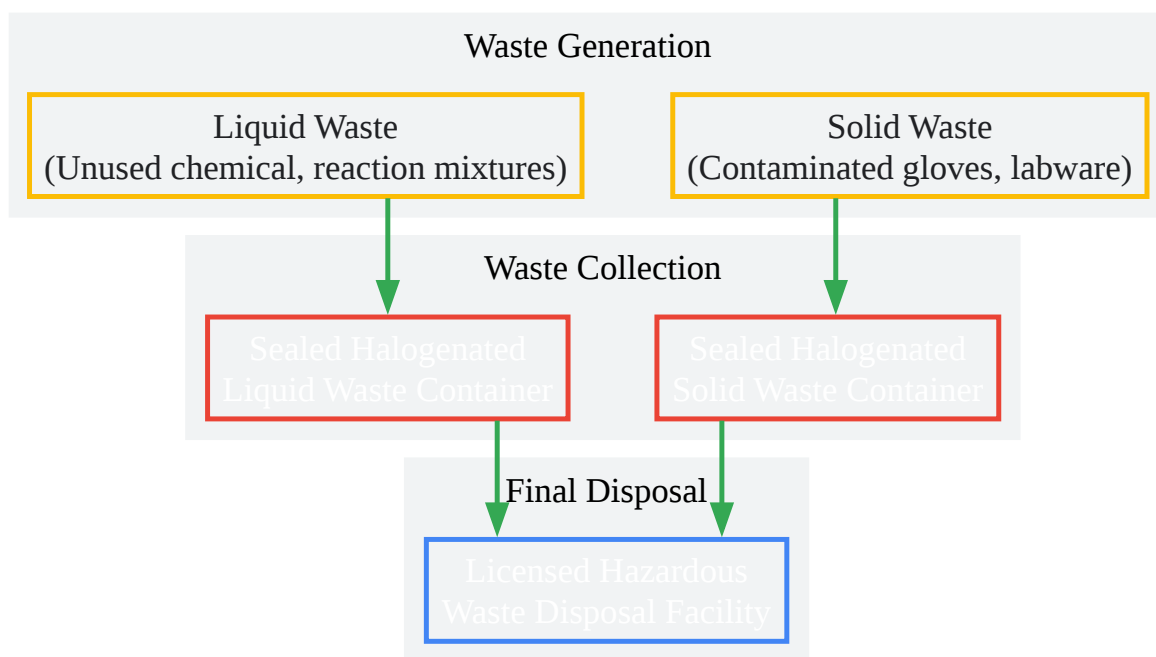 Waste Generation
Liquid Waste
(Unused chemical, reaction mixtures)
Solid Waste
(Contaminated gloves, labware)
Waste Collection
Sealed Halogenated
Liquid Waste Container
Sealed Halogenated
Solid Waste Container
Final Disposal
Licensed Hazardous
Waste Disposal Facility